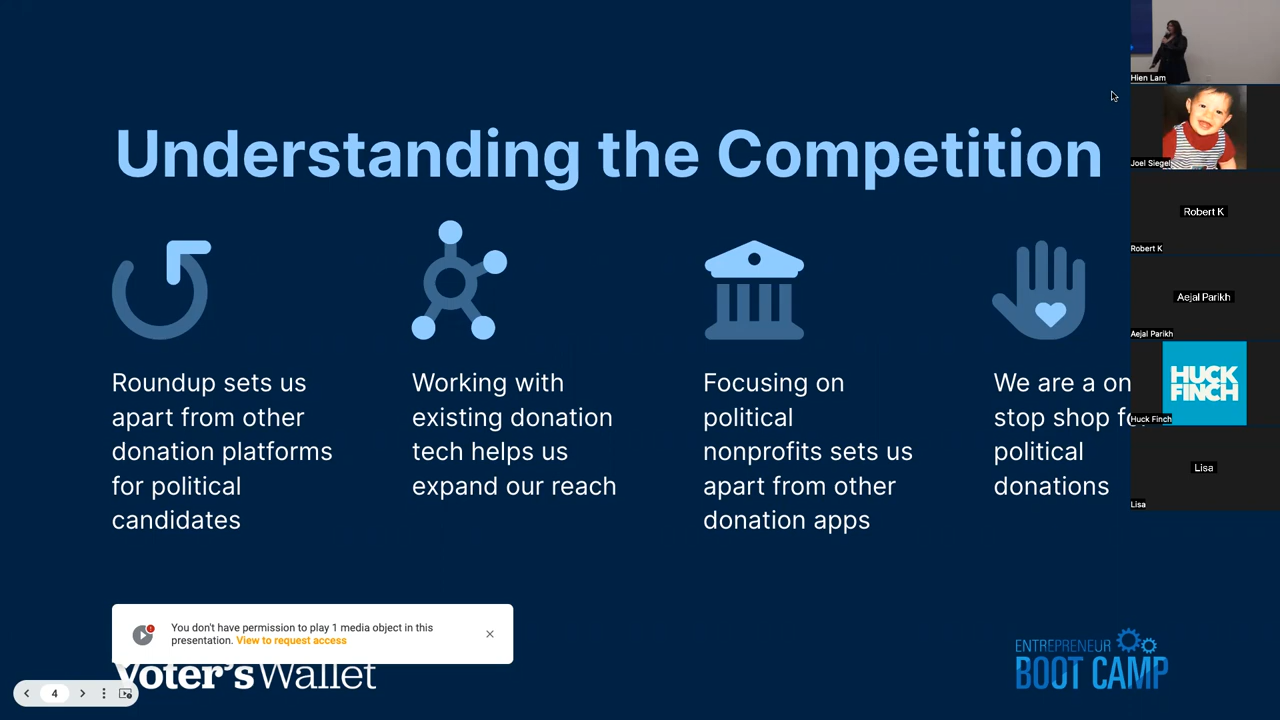 Understanding the Competition
Roundup sets us
apart from other
donation platforms
for political
candidates
Working with
existing donation
tech helps us
expand our reach
Focusing on
political
nonprofits sets us
apart from other
donation apps
We are a on
stop shop f
political
donations
You don't have permission to play 1 media object in this
presentation. View to request access
Voter's Wallet
4
ENTREPRENEUR
BOOT CAMP
Hien Lam
Joel Siegel
Robert K
Robert K
Aejal Parikh
Aejal Parikh
HUCK
FINCH
Huck Finch
Lisa
Lisa